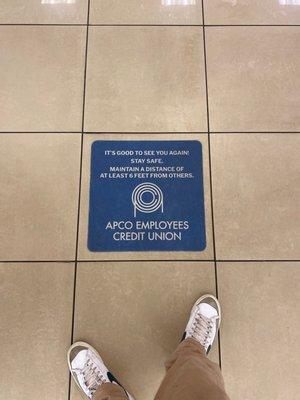 IT'S GOOD TO SEE YOU AGAIN!
STAY SAFE.
MAINTAIN A DISTANCE OF
AT LEAST 6 FEET FROM OTHERS.
APCO EMPLOYEES
CREDIT UNION